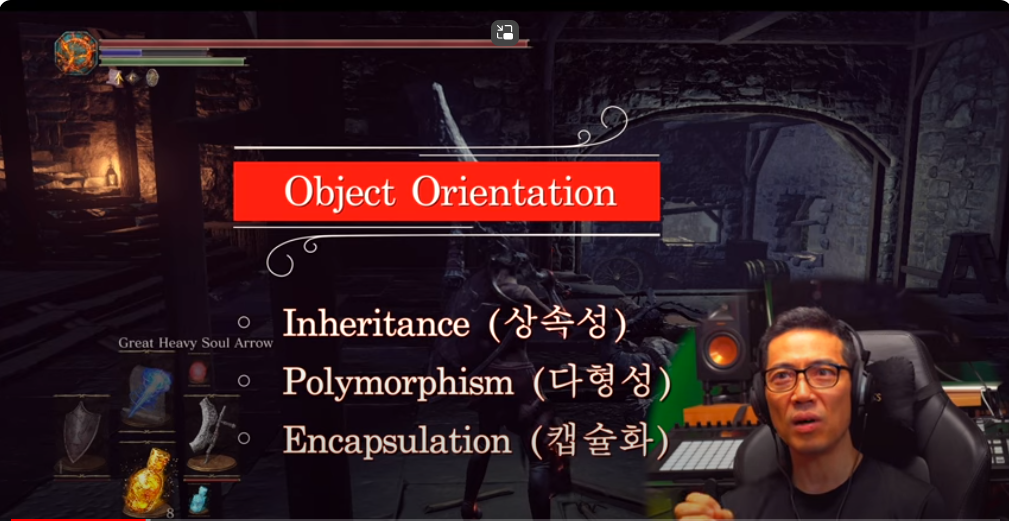 Object Orientation
Inheritance (상속성)
Great Heavy Soul Arrow
Polymorphism (다형성)
Encapsulation (캡슐화)
8